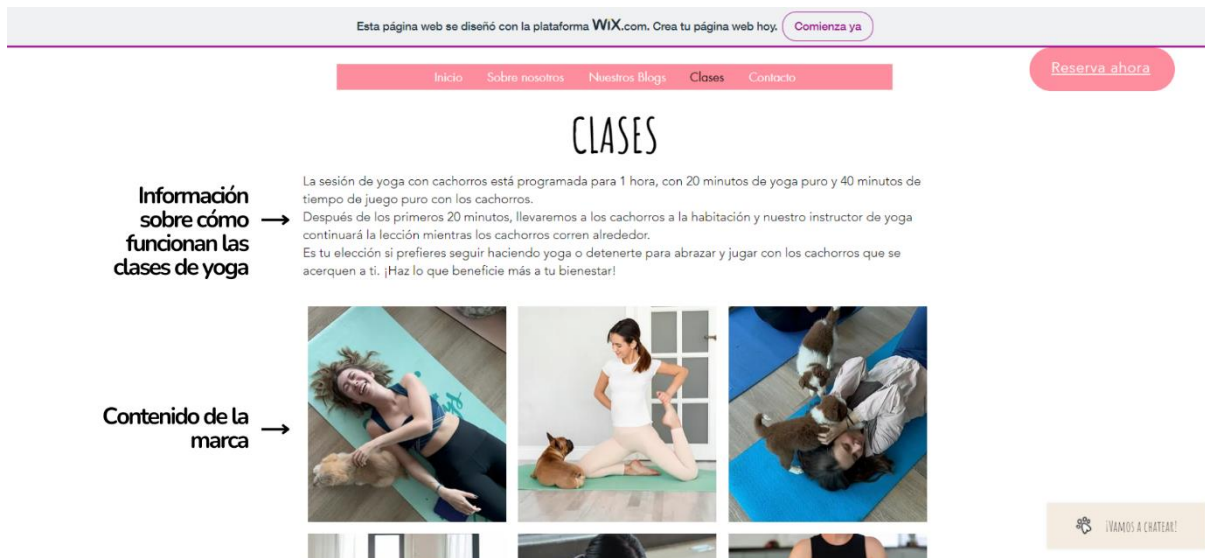 Esta página web se diseñó con la plataforma WiX.com. Crea tu página web hoy. Comienza ya
Inicio Sobre nosotros Nuestros Blogs Clases Contacto
Reserva ahora
CLASES
Información
sobre cómo
funcionan las
clases de yoga
La sesión de yoga con cachorros está programada para 1 hora, con 20 minutos de yoga puro y 40 minutos de
tiempo de juego puro con los cachorros.
Después de los primeros 20 minutos, llevaremos a los cachorros a la habitación y nuestro instructor de yoga
continuará la lección mientras los cachorros corren alrededor.
Es tu elección si prefieres seguir haciendo yoga o detenerte para abrazar y jugar con los cachorros que se
acerquen a ti. ¡Haz lo que beneficie más a tu bienestar!
Contenido de la
marca
¡VAMOS A CHATEAR!